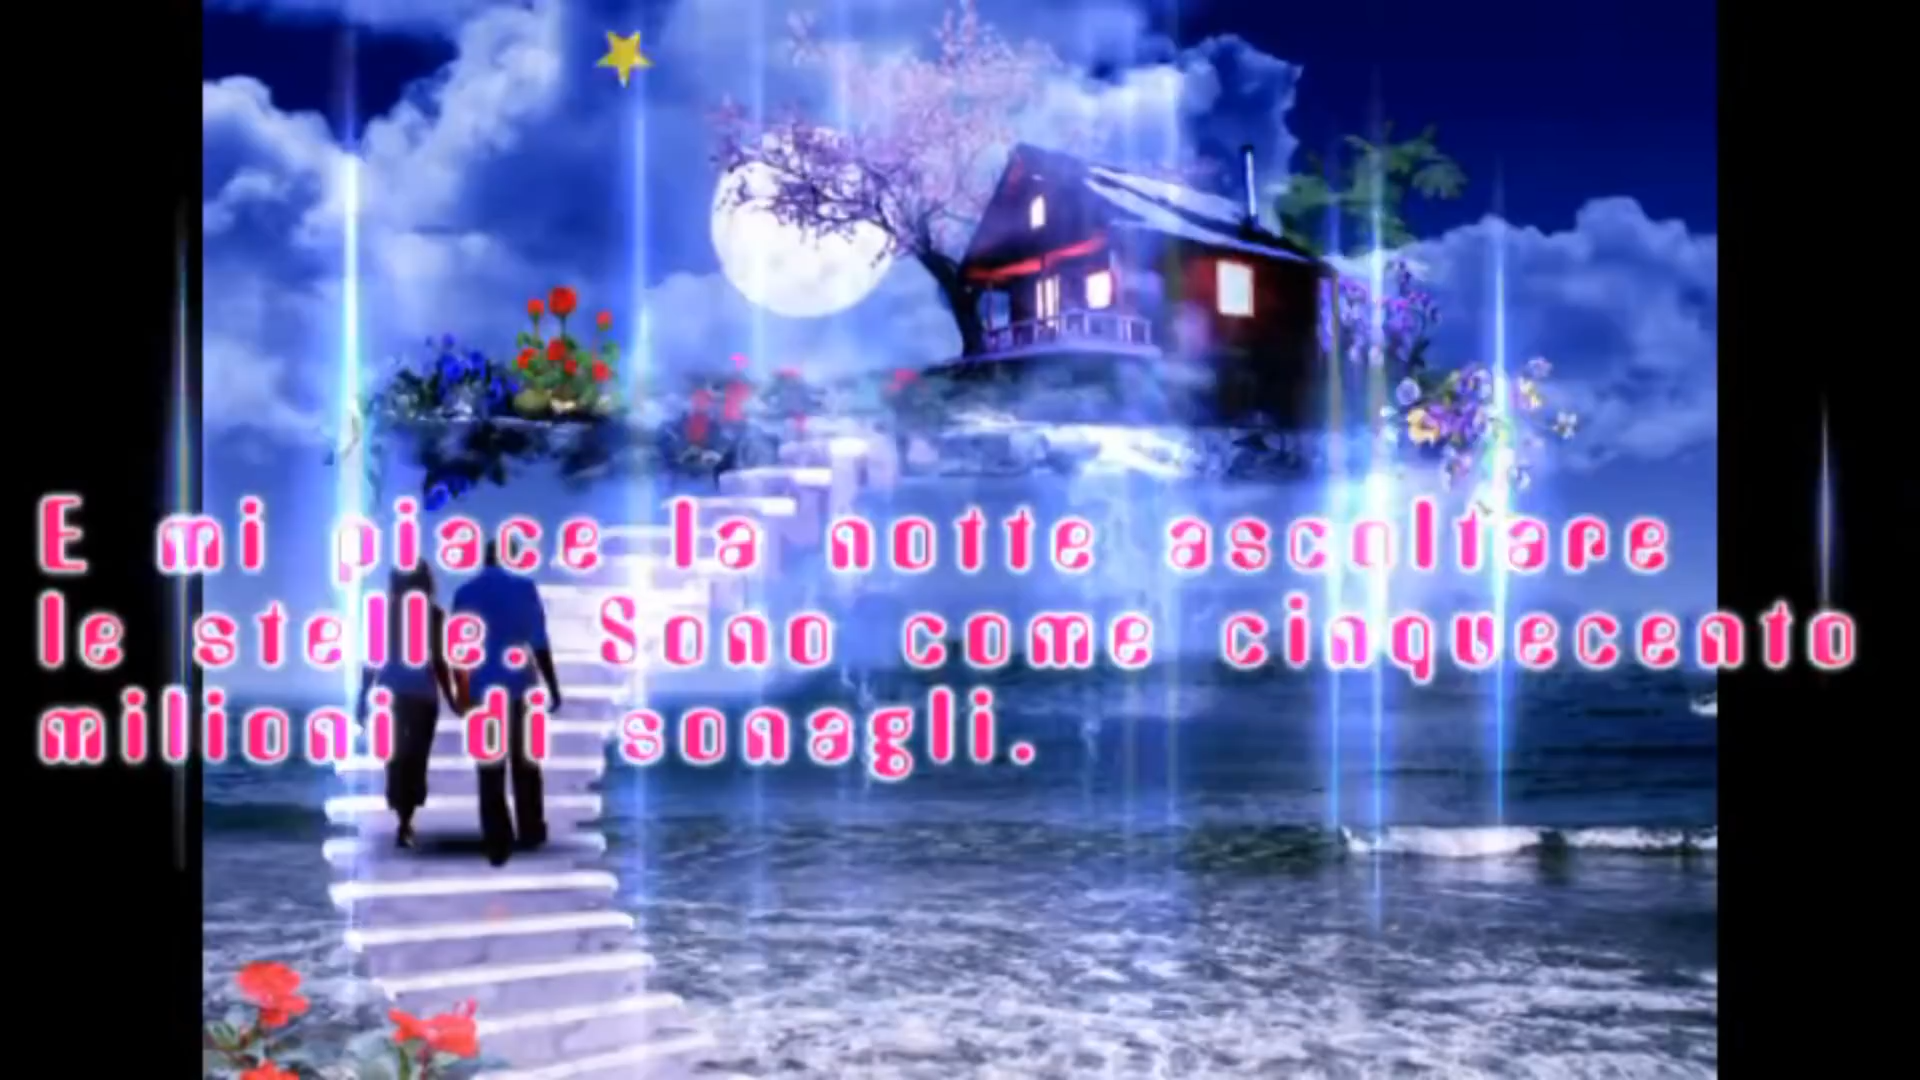 E mi piace la notte ascoltare
le stelle. Sono come cinquecento
milioni di sonagli.